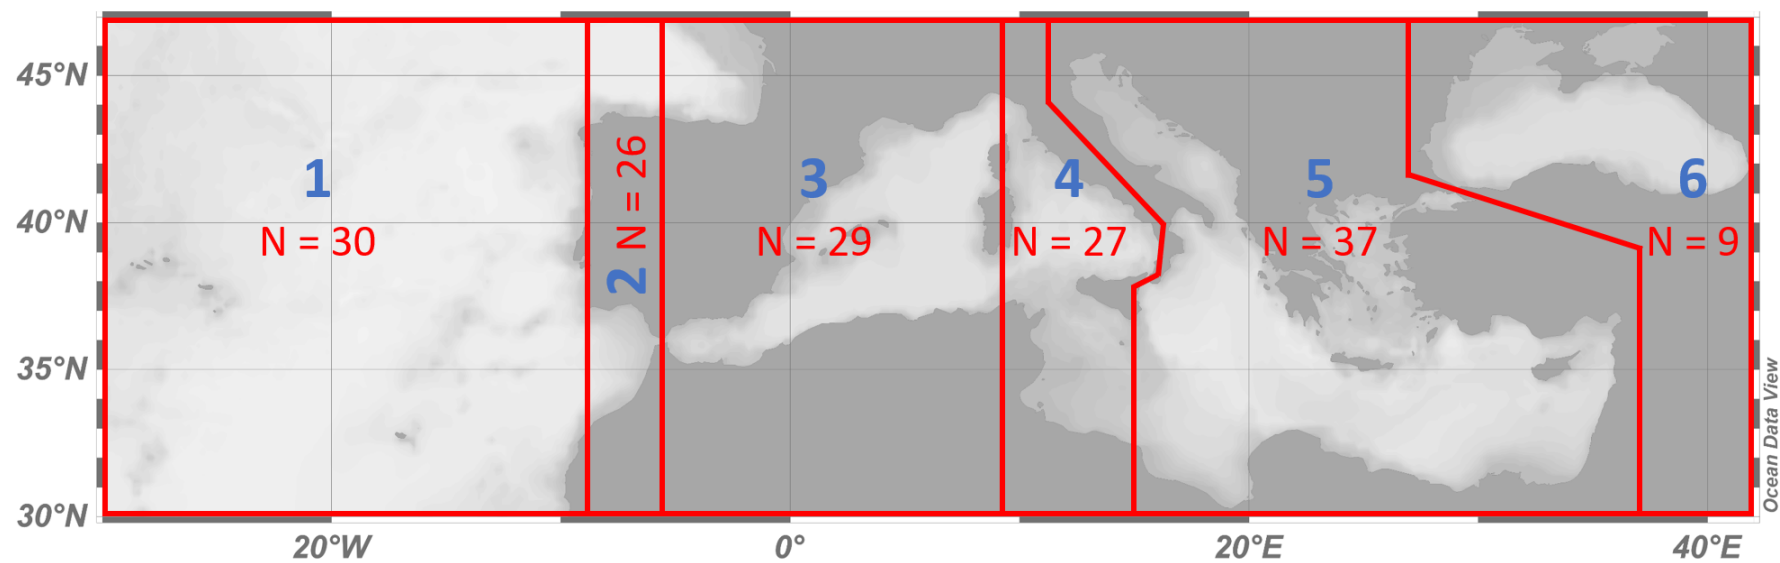 45°N
40°N
35°N
30°N
20°W
0°
20°E
40°E
1
N = 30
2
N = 26
3
N = 29
4
N = 27
5
N = 37
6
N = 9
Ocean Data View